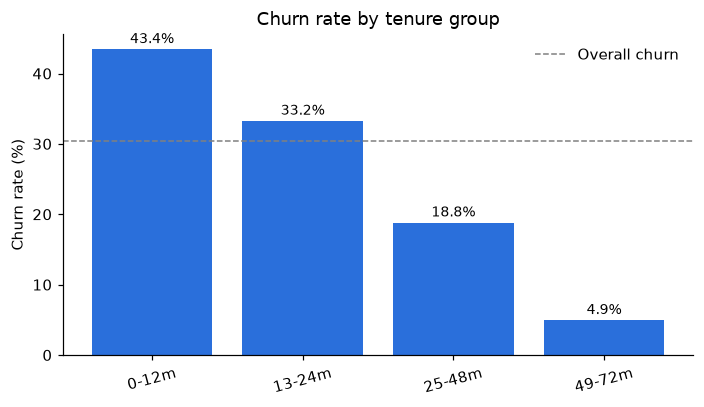 Churn rate by tenure group
Overall churn
43.4%
33.2%
18.8%
4.9%
Churn rate (%)
40
30
20
10
0
0-12m
13-24m
25-48m
49-72m